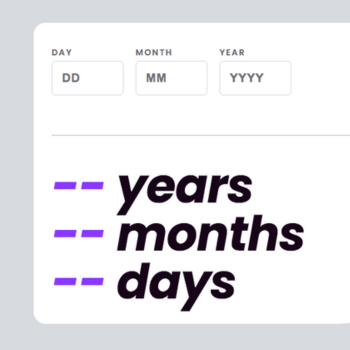 DAY MONTH YEAR
DD MM YYYY
-- years
-- months
-- days